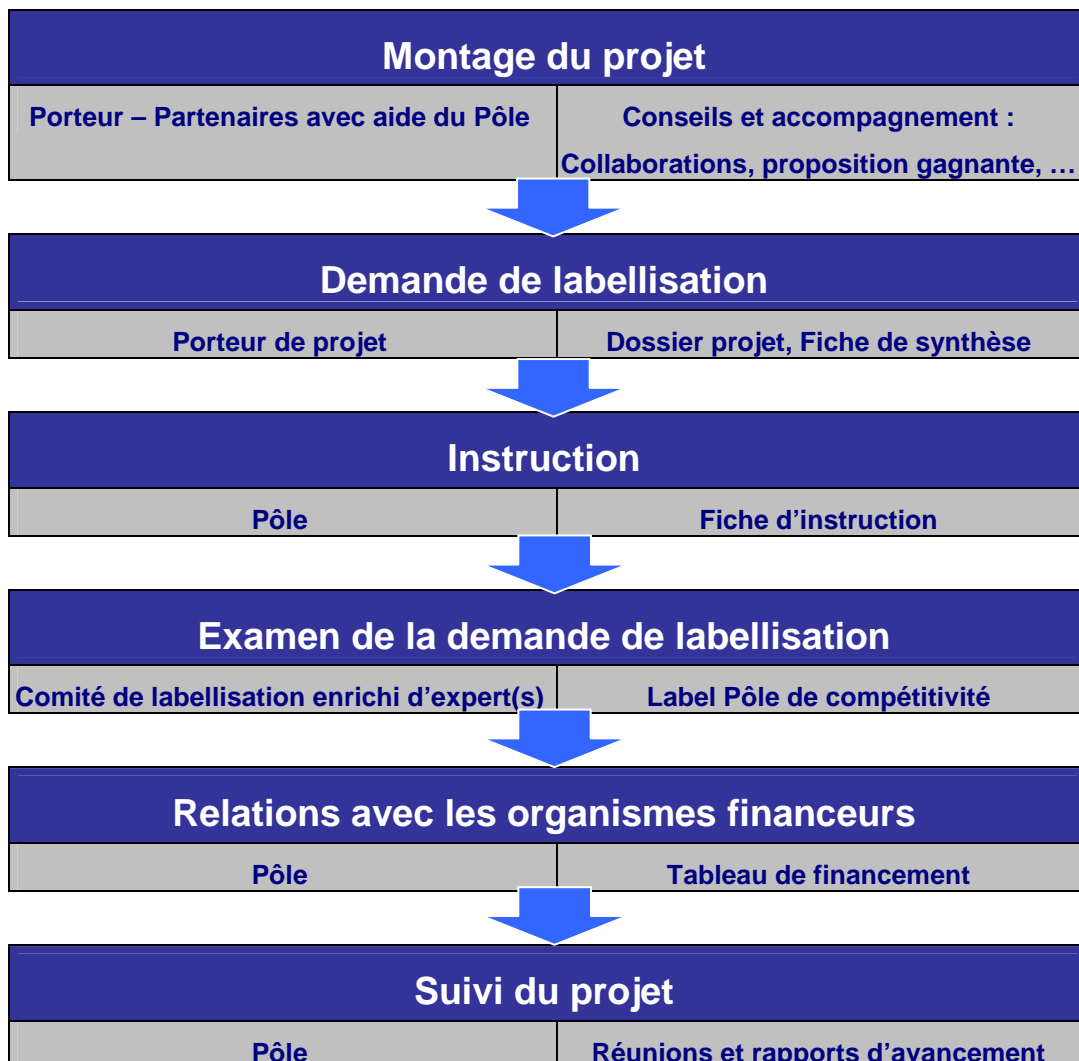 Montage du projet
Porteur – Partenaires avec aide du Pôle
Conseils et accompagnement :
Collaborations, proposition gagnante, …
Demande de labellisation
Porteur de projet
Dossier projet, Fiche de synthèse
Instruction
Pôle
Fiche d’instruction
Examen de la demande de labellisation
Comité de labellisation enrichi d’expert(s)
Label Pôle de compétitivité
Relations avec les organismes financeurs
Pôle
Tableau de financement
Suivi du projet
Pôle
Réunions et rapports d’avancement